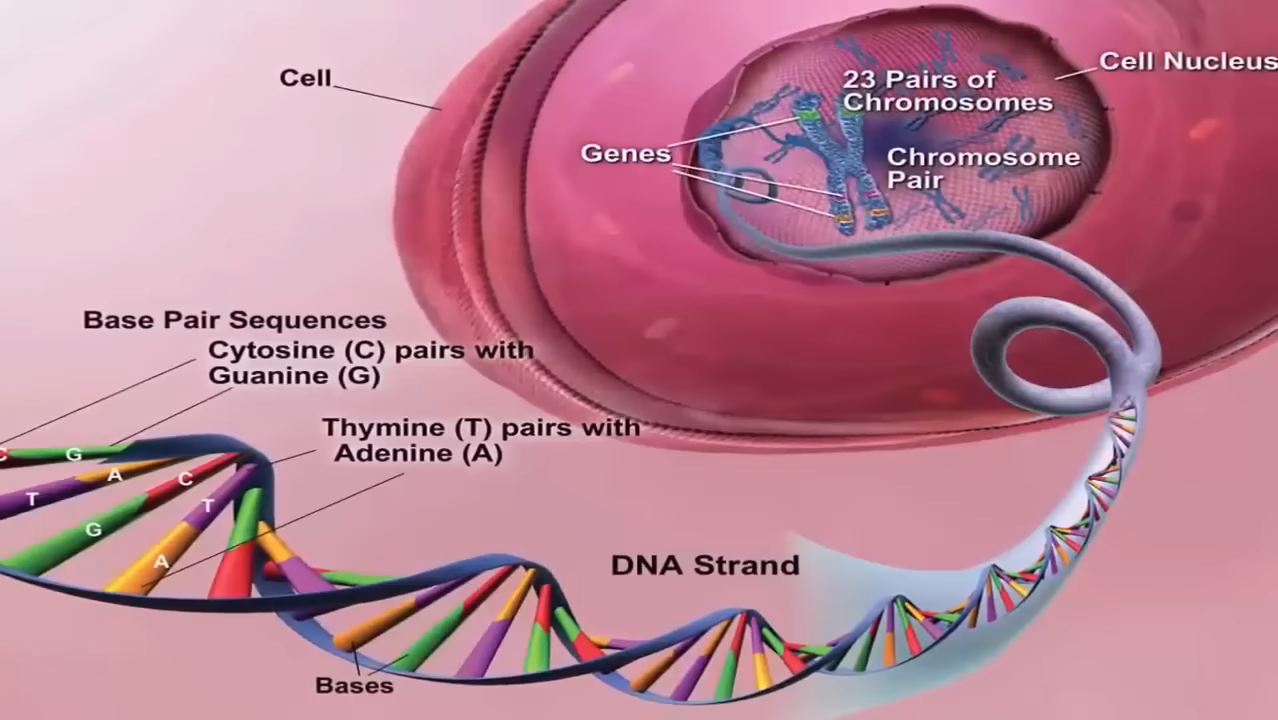 Cell
Cell Nucleus
23 Pairs of
Chromosomes
Genes
Chromosome
Pair
Base Pair Sequences
Cytosine (C) pairs with
Guanine (G)
Thymine (T) pairs with
Adenine (A)
C G
T A
G C
A T
DNA Strand
Bases